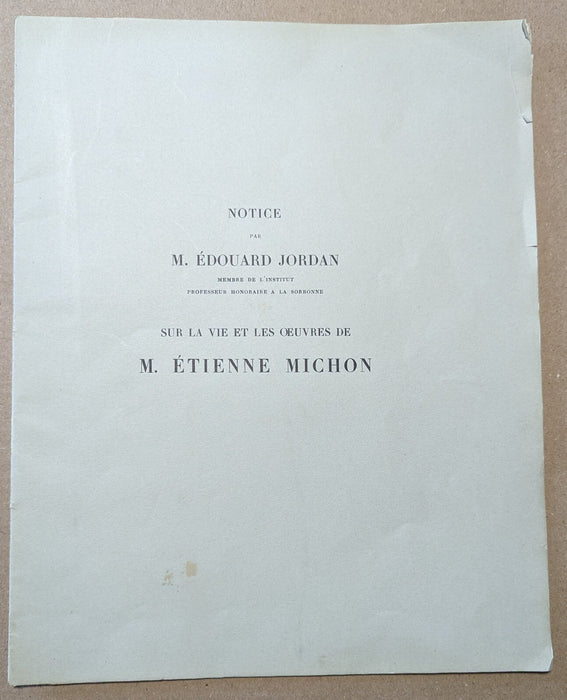 NOTICE
PAR
M. ÉDOUARD JORDAN
MEMBRE DE L'INSTITUT
PROFESSEUR HONORAIRE A LA SORBONNE
SUR LA VIE ET LES ŒUVRES DE
M. ÉTIENNE MICHON